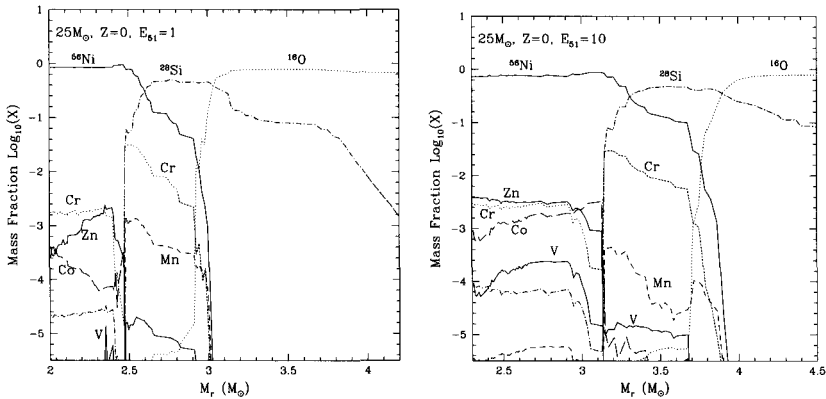 25M⊙, Z=0, E₅₁=1
⁵⁶Ni
²⁸Si
¹⁶O
Cr
Cr
Zn
Co
Mn
V
Mass Fraction Log₁₀(X)
1
0
-1
-2
-3
-4
-5
2 2.5 3 3.5 4
M_r (M⊙)
25M⊙, Z=0, E₅₁=10
⁵⁶Ni
²⁸Si
¹⁶O
Cr
Zn
Cr
Co
V
Mn
V
Mass Fraction Log₁₀(X)
1
0
-1
-2
-3
-4
-5
2.5 3 3.5 4 4.5
M_r (M⊙)